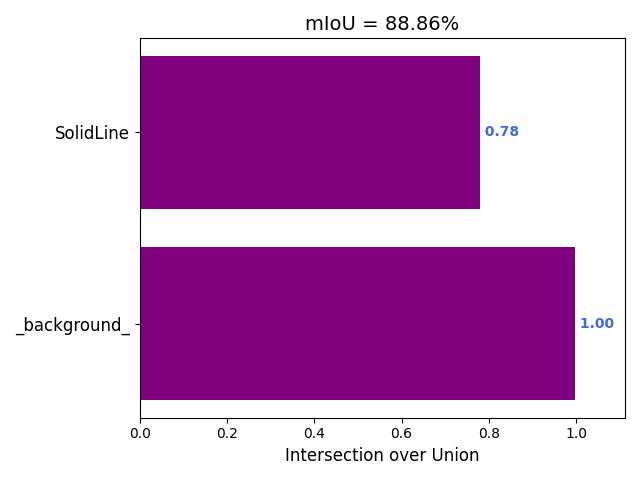 mIoU = 88.86%
SolidLine
0.78
_background_
1.00
0.0 0.2 0.4 0.6 0.8 1.0
Intersection over Union